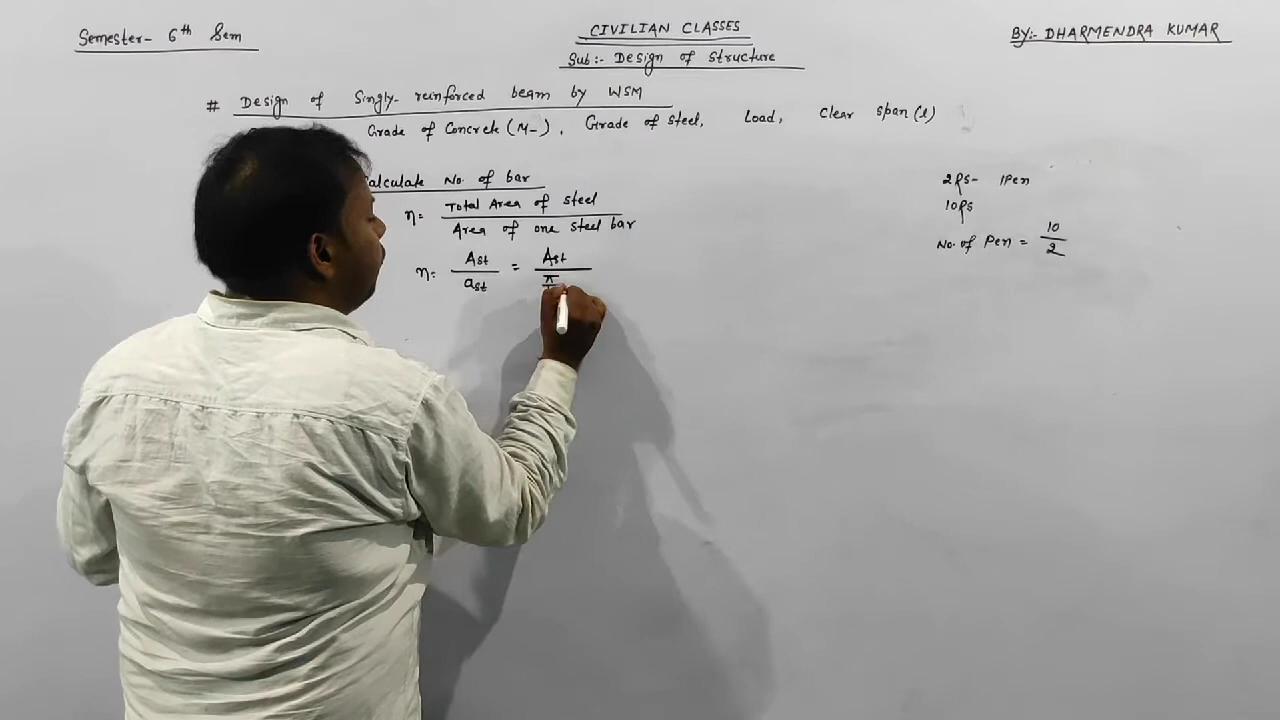 Semester- 6th Sem
CIVILIAN CLASSES
BY:- DHARMENDRA KUMAR
Sub:- Design of structure
# Design of Singly- reinforced beam by WSM
Grade of Concrete (M-), Grade of steel, Load, Clear span (l)
Calculate No. of bar
η= Total Area of steel / Area of one steel bar
η= Ast / ast = Ast / π
2Rs- 1Pen
10Rs
No. of Pen = 10 / 2